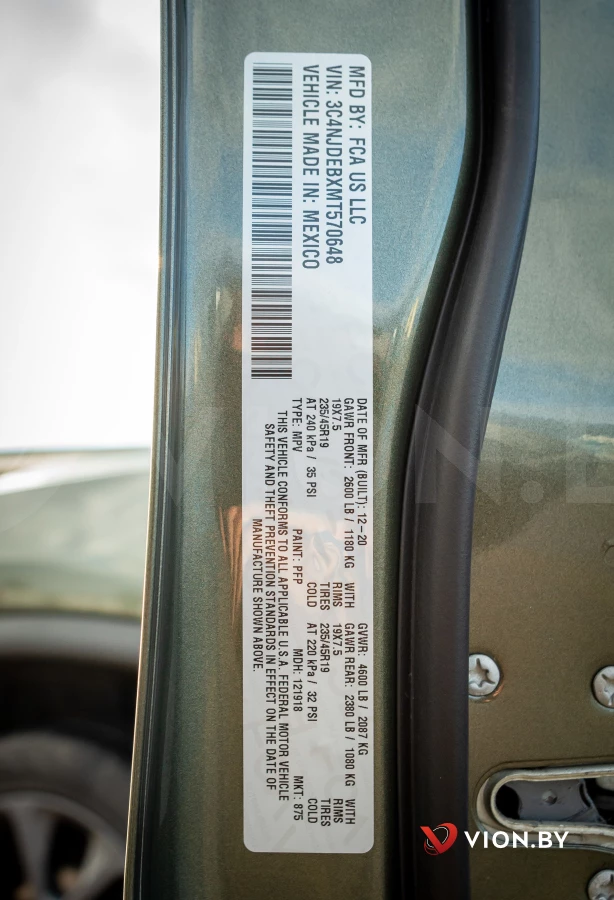 MFD BY: FCA US LLC
VIN: 3C4NJDEBXMT570648
VEHICLE MADE IN: MEXICO
DATE OF MFR (BUILT): 12-20 GVWR: 4600 LB / 2087 KG
GAWR FRONT: 2600 LB / 1180 KG WITH GAWR REAR: 2380 LB / 1080 KG WITH
19X7.5 RIMS 19X7.5 RIMS
235/45R19 TIRES 235/45R19 TIRES
AT 240 kPa / 35 PSI COLD AT 220 kPa / 32 PSI COLD
TYPE: MPV PAINT: PFP MDH: 121918 MKT: 875
THIS VEHICLE CONFORMS TO ALL APPLICABLE U.S.A. FEDERAL MOTOR VEHICLE
SAFETY AND THEFT PREVENTION STANDARDS IN EFFECT ON THE DATE OF
MANUFACTURE SHOWN ABOVE.
VION.BY